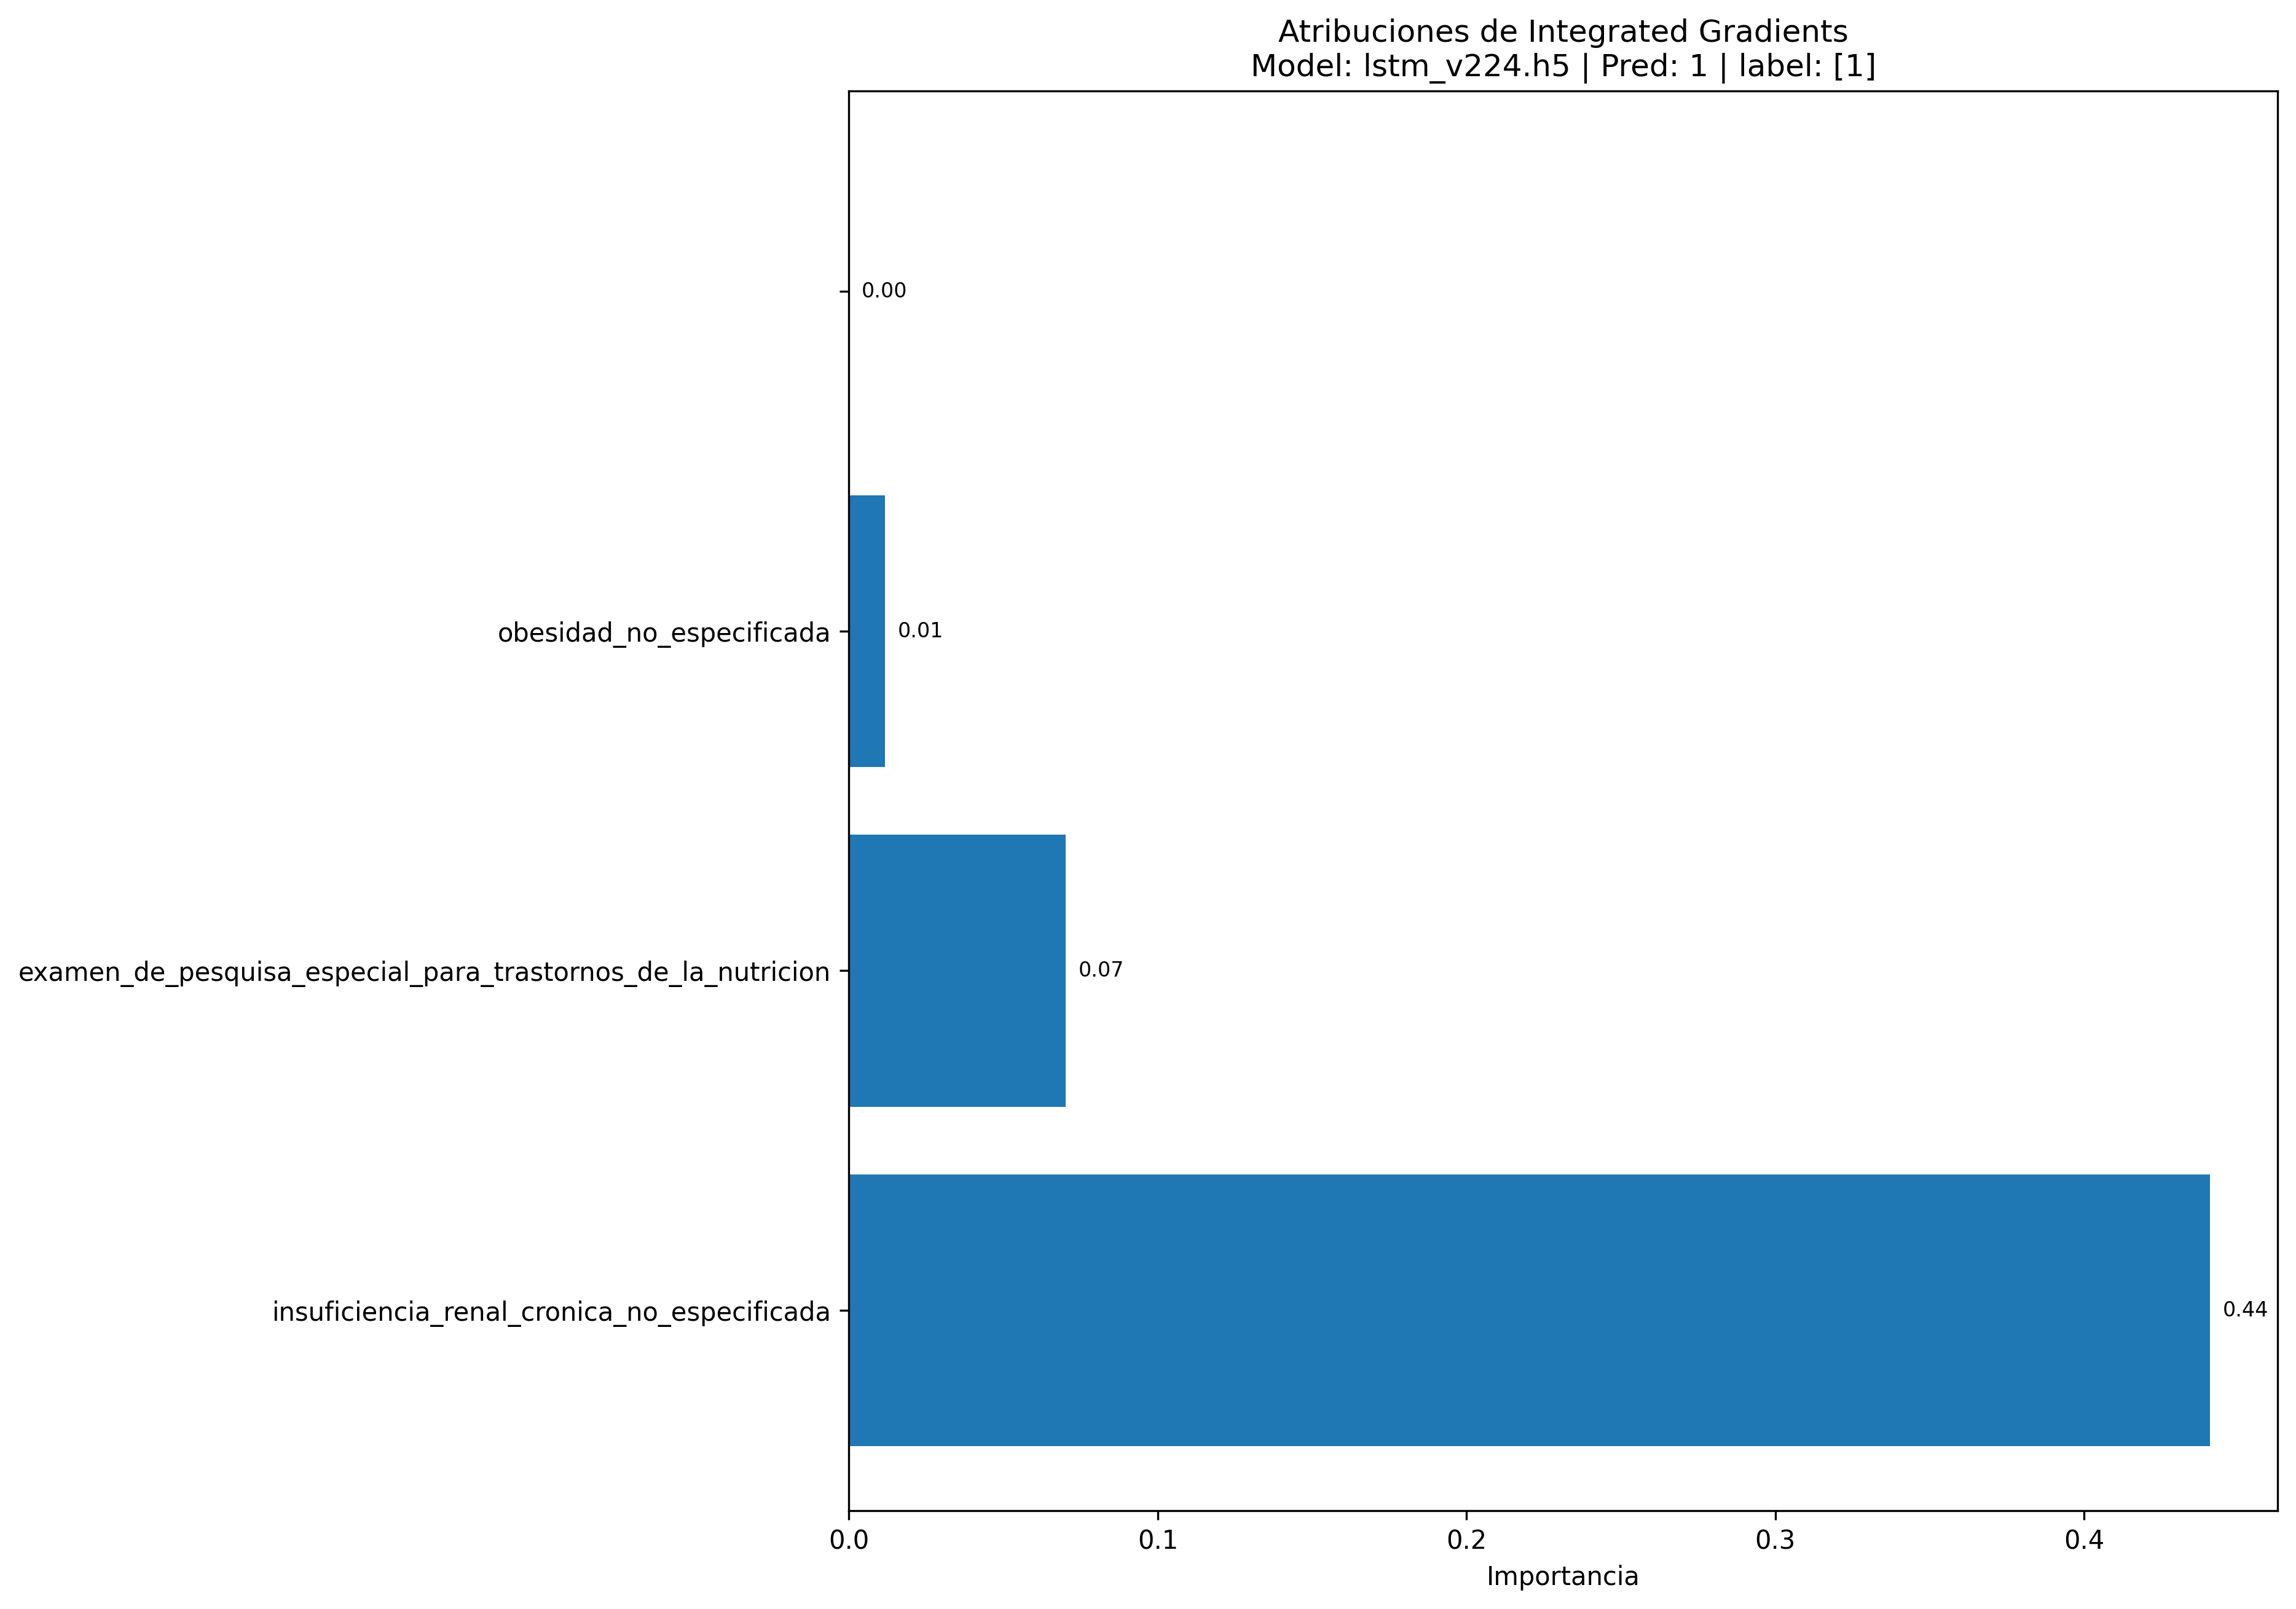 Atribuciones de Integrated Gradients
Model: lstm_v224.h5 | Pred: 1 | label: [1]
0.00
obesidad_no_especificada
0.01
examen_de_pesquisa_especial_para_trastornos_de_la_nutricion
0.07
insuficiencia_renal_cronica_no_especificada
0.44
0.0
0.1
0.2
0.3
0.4
Importancia